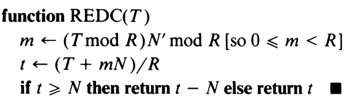 function REDC(T)
m ← (T mod R)N′ mod R [so 0 ⩽ m < R]
t ← (T + mN)/R
if t ⩾ N then return t − N else return t ■